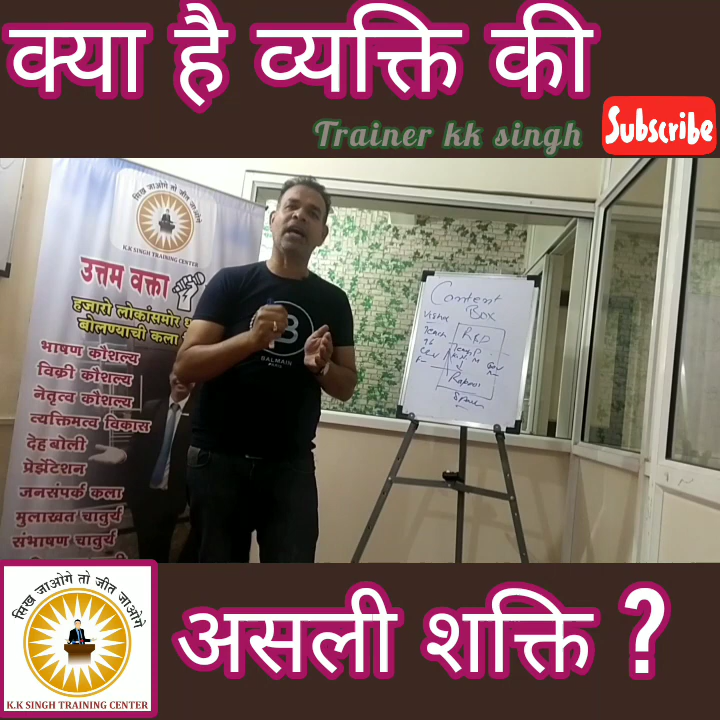 क्या है व्यक्ति की
Trainer kk singh
Subscribe
सिख जाओगे तो जीत जाओगे
K.K SINGH TRAINING CENTER
उत्तम वक्ता
हजारो लोकांसमोर
बोलण्याची कला
भाषण कौशल्य
विक्री कौशल्य
नेतृत्व कौशल्य
व्यक्तिमत्व विकास
देहबोली
प्रेझेंटेशन
जनसंपर्क कला
मुलाखत चातुर्य
संभाषण चातुर्य
B
BALMAIN
PARIS
Content
Box
सिख जाओगे तो जीत जाओगे
K.K SINGH TRAINING CENTER
असली शक्ति ?